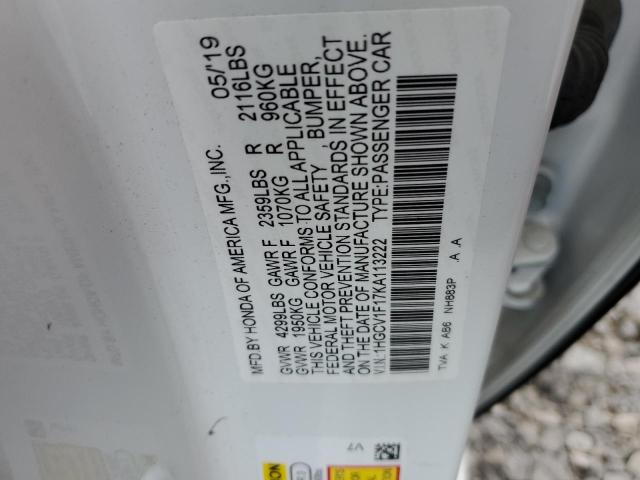 MFD.BY HONDA OF AMERICA MFG.,INC. 05/'19
GVWR 4299LBS GAWR F 2359LBS R 2116LBS
GVWR 1950KG GAWR F 1070KG R 960KG
THIS VEHICLE CONFORMS TO ALL APPLICABLE
FEDERAL MOTOR VEHICLE SAFETY , BUMPER,
AND THEFT PREVENTION STANDARDS IN EFFECT
ON THE DATE OF MANUFACTURE SHOWN ABOVE.
V.I.N.:1HGCV1F17KA113222 TYPE:PASSENGER CAR
TVA K A86 NH883P .A .A
V7